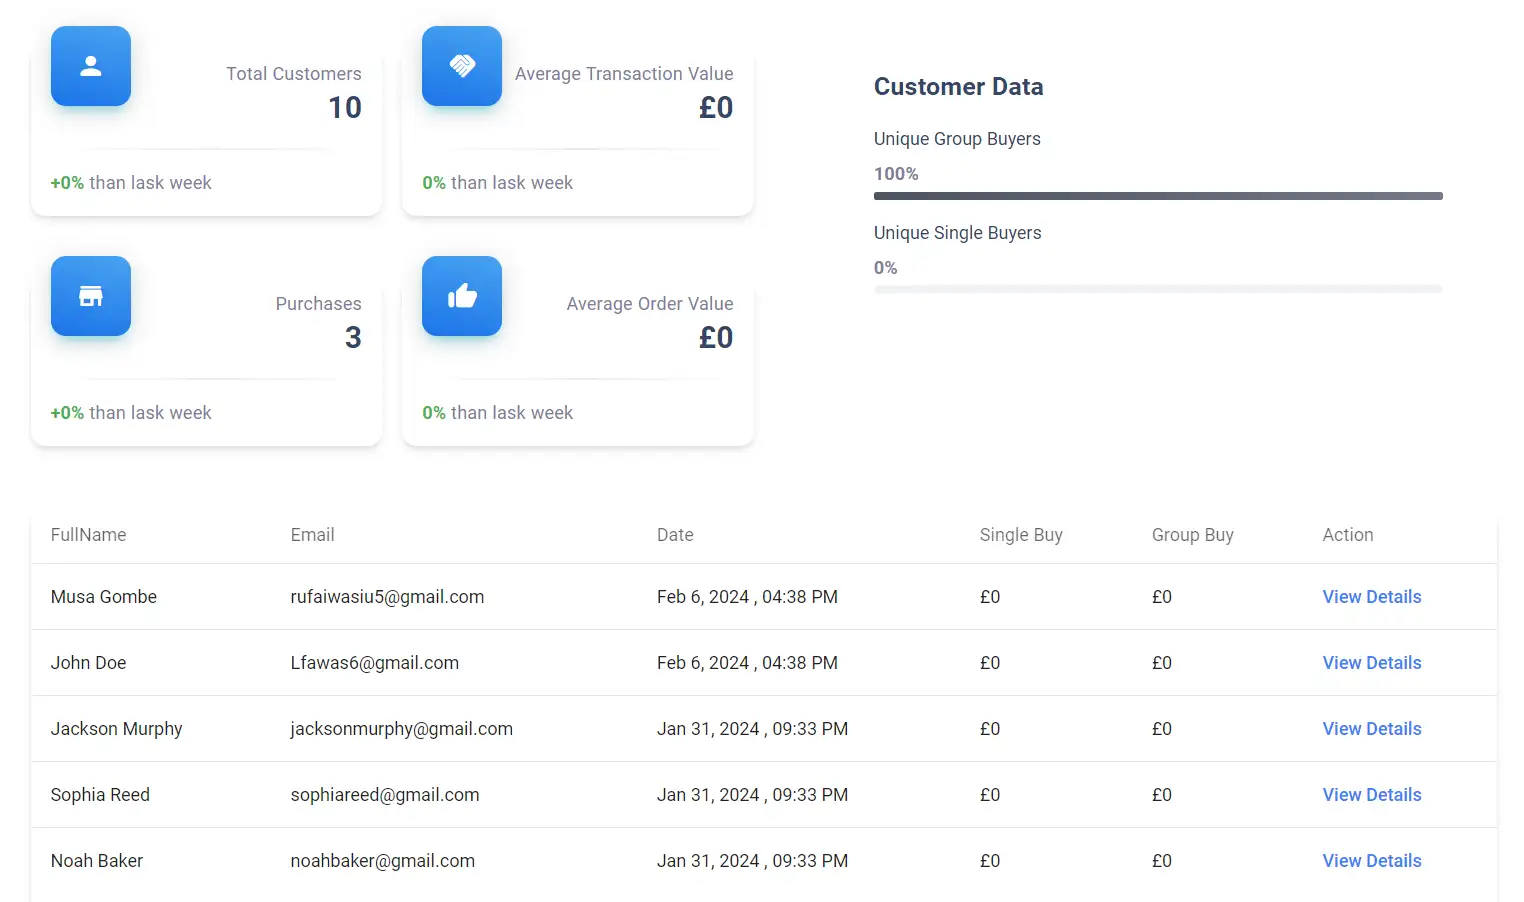 Total Customers
10
+0% than lask week
Average Transaction Value
£0
0% than lask week
Purchases
3
+0% than lask week
Average Order Value
£0
0% than lask week
Customer Data
Unique Group Buyers
100%
Unique Single Buyers
0%
FullName Email Date Single Buy Group Buy Action
Musa Gombe rufaiwasiu5@gmail.com Feb 6, 2024 , 04:38 PM £0 £0 View Details
John Doe Lfawas6@gmail.com Feb 6, 2024 , 04:38 PM £0 £0 View Details
Jackson Murphy jacksonmurphy@gmail.com Jan 31, 2024 , 09:33 PM £0 £0 View Details
Sophia Reed sophiareed@gmail.com Jan 31, 2024 , 09:33 PM £0 £0 View Details
Noah Baker noahbaker@gmail.com Jan 31, 2024 , 09:33 PM £0 £0 View Details